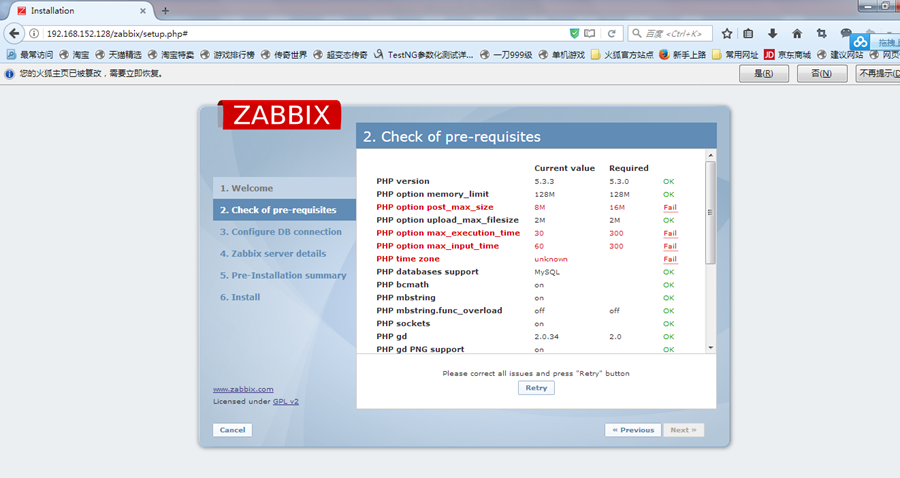 Installation
192.168.152.128/zabbix/setup.php#
百度 <Ctrl+K>
最常访问 淘宝 天猫精选 淘宝特卖 游戏排行榜 传奇世界 超变态传奇 TestNG参数化测试详... 一刀999级 单机游戏 火狐官方站点 新手上路 常用网址 JD 京东商城 建议网站
拖拽
您的火狐主页已被篡改，需要立即恢复。 是(R) 否(N) 不再提示(D
ZABBIX
2. Check of pre-requisites
1. Welcome
2. Check of pre-requisites
3. Configure DB connection
4. Zabbix server details
5. Pre-Installation summary
6. Install
Current value Required
PHP version 5.3.3 5.3.0 OK
PHP option memory_limit 128M 128M OK
PHP option post_max_size 8M 16M Fail
PHP option upload_max_filesize 2M 2M OK
PHP option max_execution_time 30 300 Fail
PHP option max_input_time 60 300 Fail
PHP time zone unknown Fail
PHP databases support MySQL OK
PHP bcmath on OK
PHP mbstring on OK
PHP mbstring.func_overload off off OK
PHP sockets on OK
PHP gd 2.0.34 2.0 OK
PHP gd PNG support on OK
Please correct all issues and press "Retry" button
Retry
www.zabbix.com
Licensed under GPL v2
Cancel
« Previous Next »